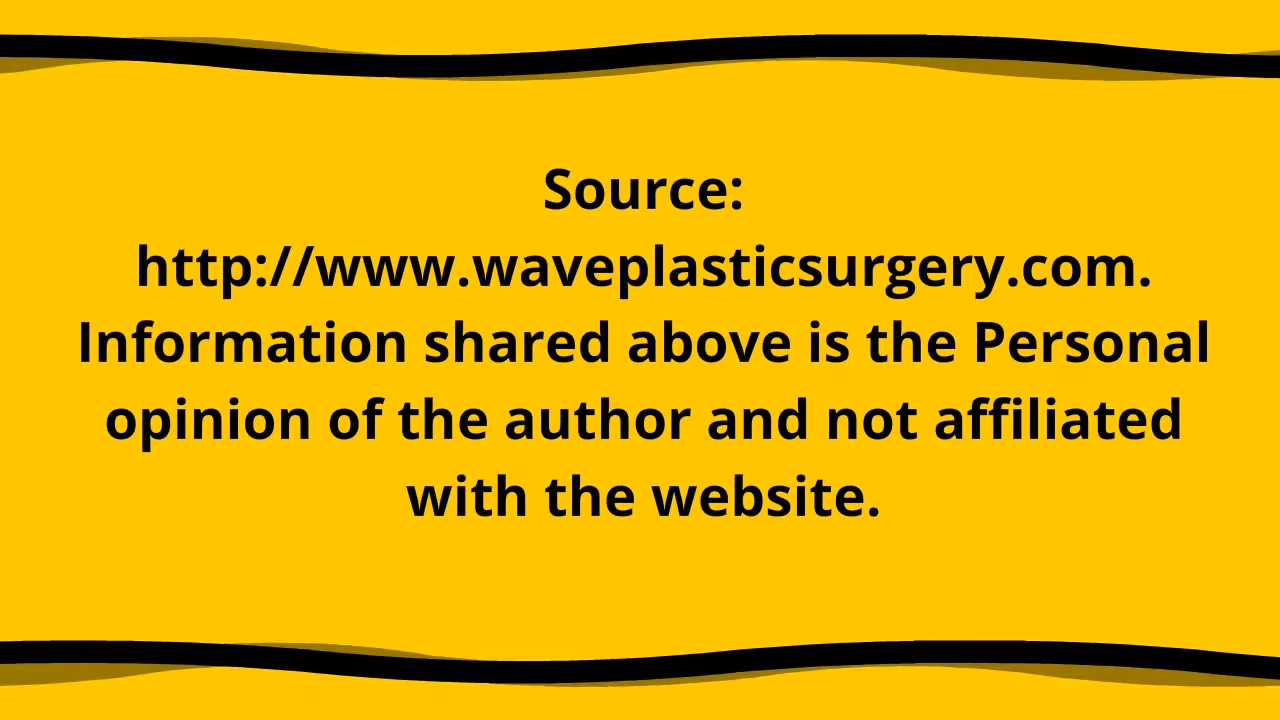 Source:
http://www.waveplasticsurgery.com.
Information shared above is the Personal
opinion of the author and not affiliated
with the website.